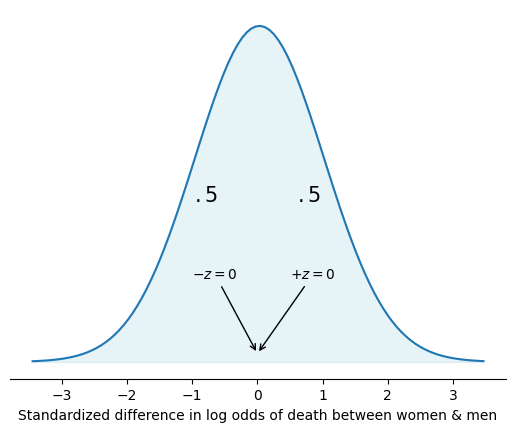 .5 .5
−z = 0 +z = 0
−3 −2 −1 0 1 2 3
Standardized difference in log odds of death between women & men